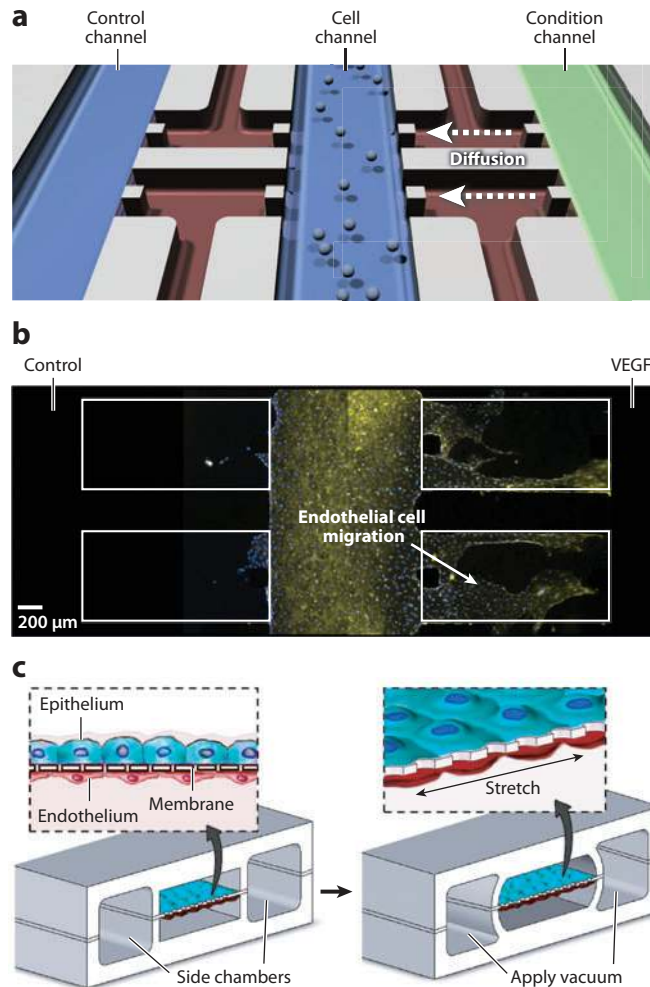 a
Control
channel
Cell
channel
Condition
channel
Diffusion
b
Control
VEGF
Endothelial cell
migration
200 µm
c
Epithelium
Membrane
Endothelium
Stretch
Side chambers
Apply vacuum